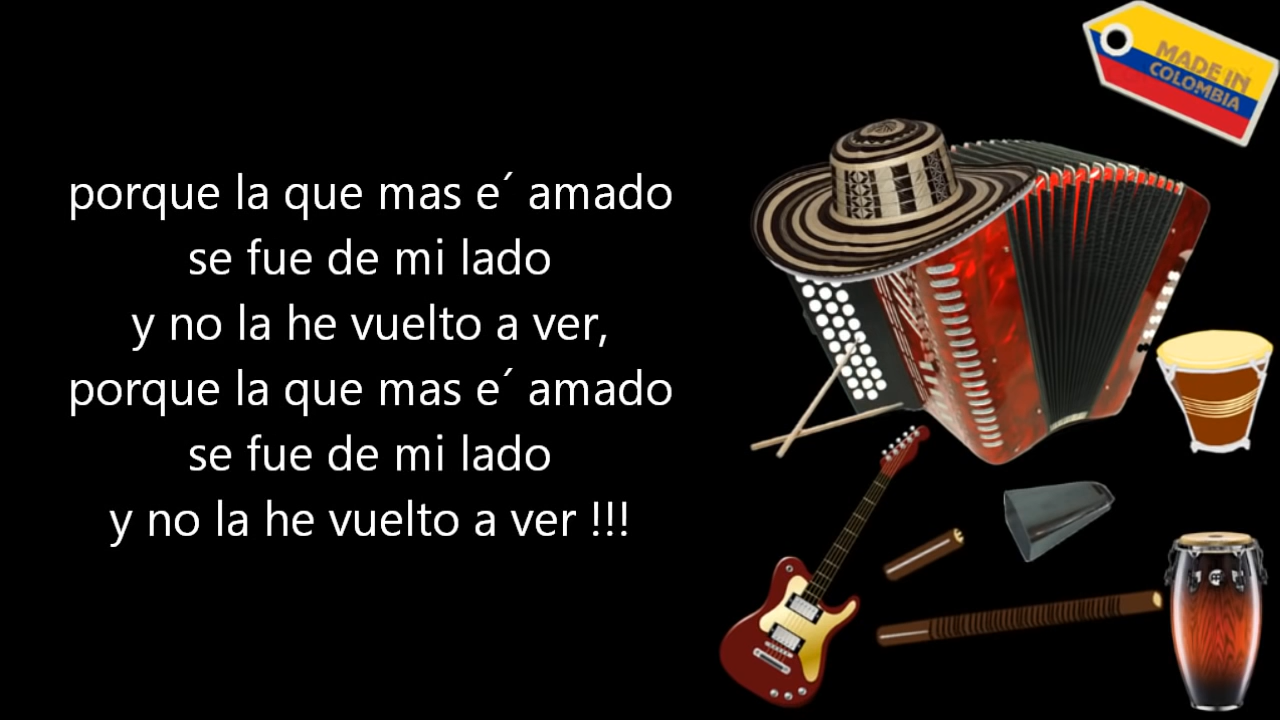 porque la que mas e´ amado
se fue de mi lado
y no la he vuelto a ver,
porque la que mas e´ amado
se fue de mi lado
y no la he vuelto a ver !!!
MADE IN
COLOMBIA